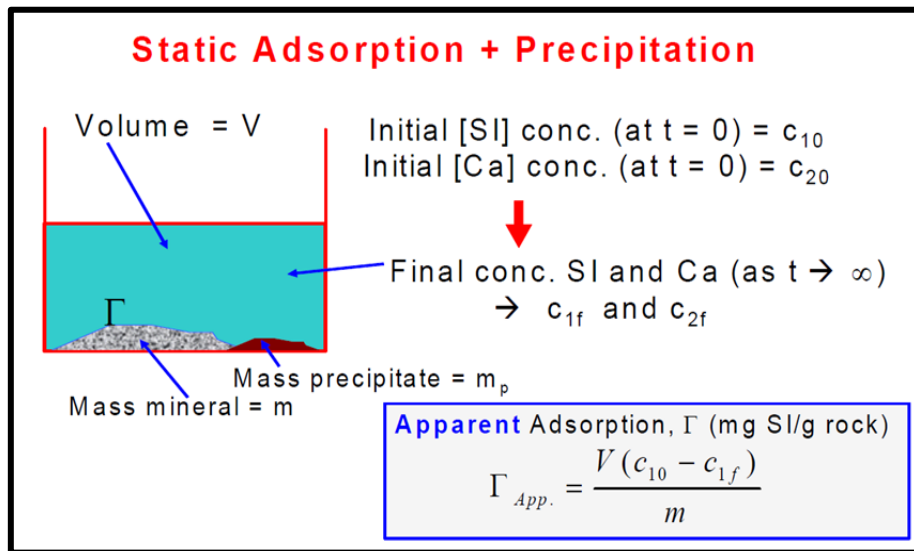 Static Adsorption + Precipitation
Volume = V
Initial [SI] conc. (at t = 0) = c₁₀
Initial [Ca] conc. (at t = 0) = c₂₀
Final conc. SI and Ca (as t → ∞)
→ c₁f and c₂f
Γ
Mass precipitate = mₚ
Mass mineral = m
Apparent Adsorption, Γ (mg SI/g rock)
Γ_App. = V (c₁₀ − c₁f) / m